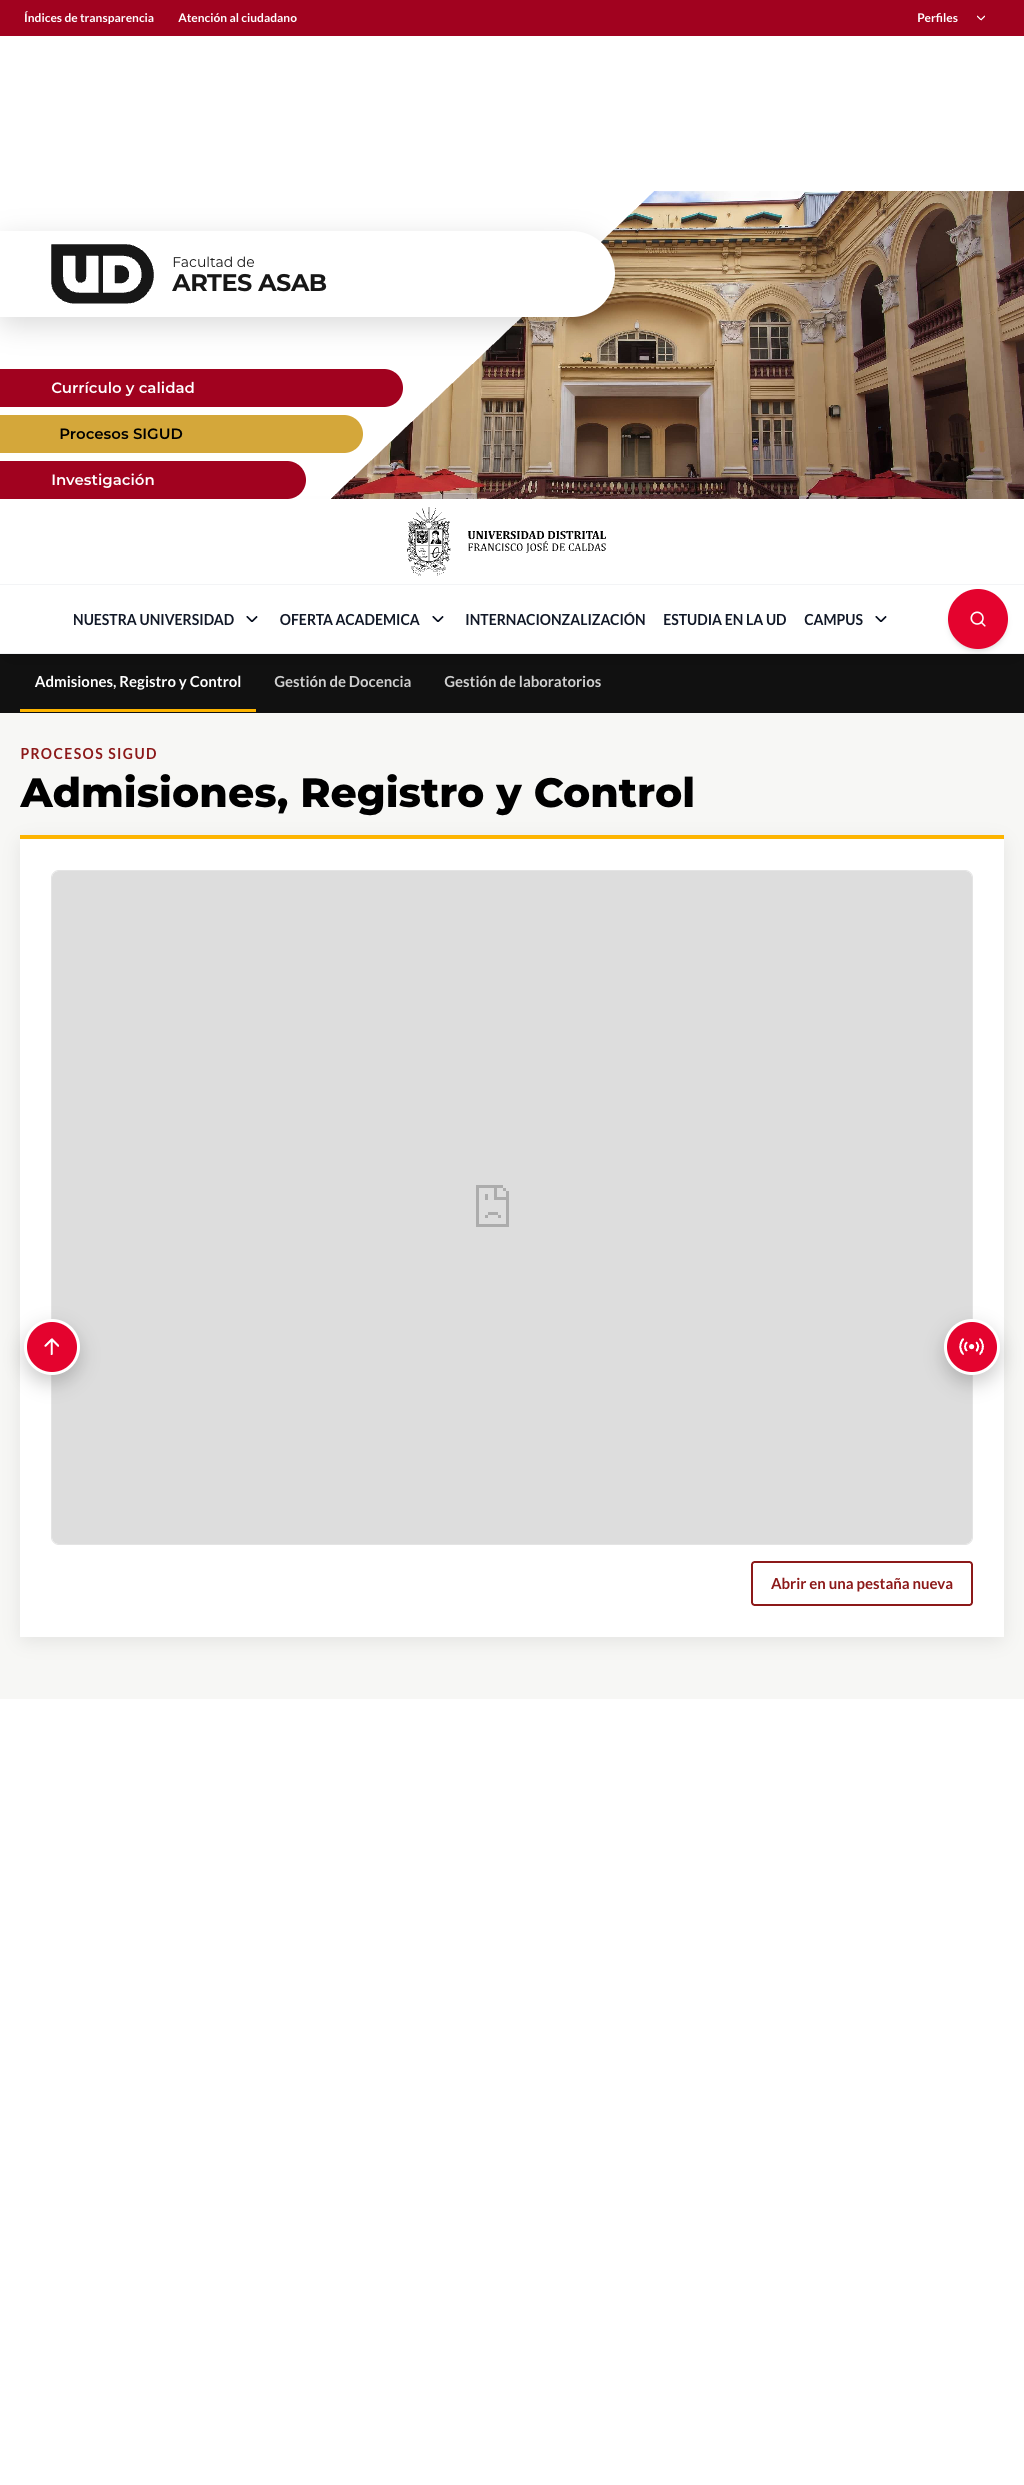 Índices de transparencia
Atención al ciudadano
Perfiles
UD
Facultad de
ARTES ASAB
Currículo y calidad
Procesos SIGUD
Investigación
UNIVERSIDAD DISTRITAL
FRANCISCO JOSÉ DE CALDAS
NUESTRA UNIVERSIDAD
OFERTA ACADEMICA
INTERNACIONZALIZACIÓN
ESTUDIA EN LA UD
CAMPUS
Admisiones, Registro y Control
Gestión de Docencia
Gestión de laboratorios
PROCESOS SIGUD
Admisiones, Registro y Control
Abrir en una pestaña nueva